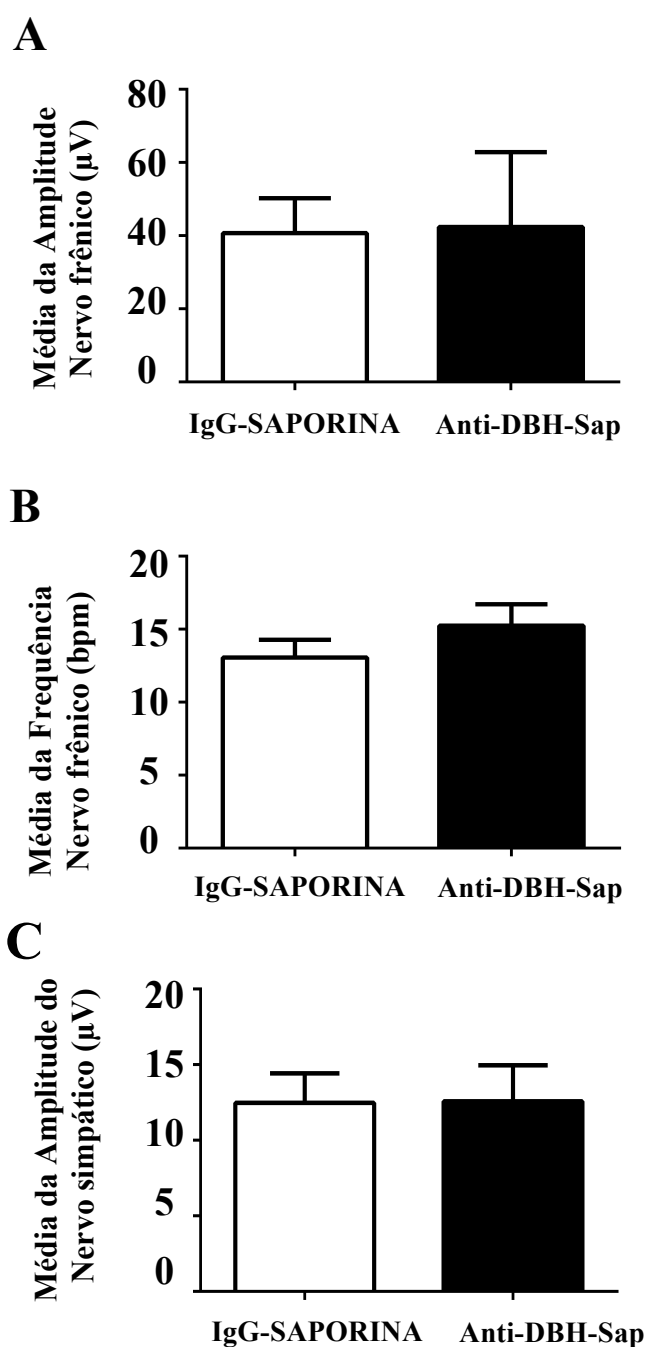 A
Média da Amplitude
Nervo frênico (µV)
80
60
40
20
0
IgG-SAPORINA Anti-DBH-Sap
B
Média da Frequência
Nervo frênico (bpm)
20
15
10
5
0
IgG-SAPORINA Anti-DBH-Sap
C
Média da Amplitude do
Nervo simpático (µV)
20
15
10
5
0
IgG-SAPORINA Anti-DBH-Sap